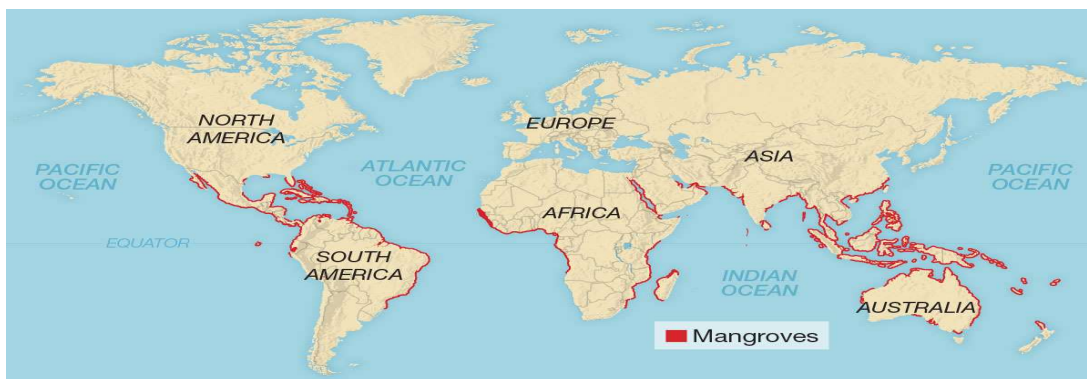 NORTH
AMERICA
EUROPE
ASIA
PACIFIC
OCEAN
ATLANTIC
OCEAN
PACIFIC
OCEAN
AFRICA
EQUATOR
SOUTH
AMERICA
INDIAN
OCEAN
AUSTRALIA
Mangroves